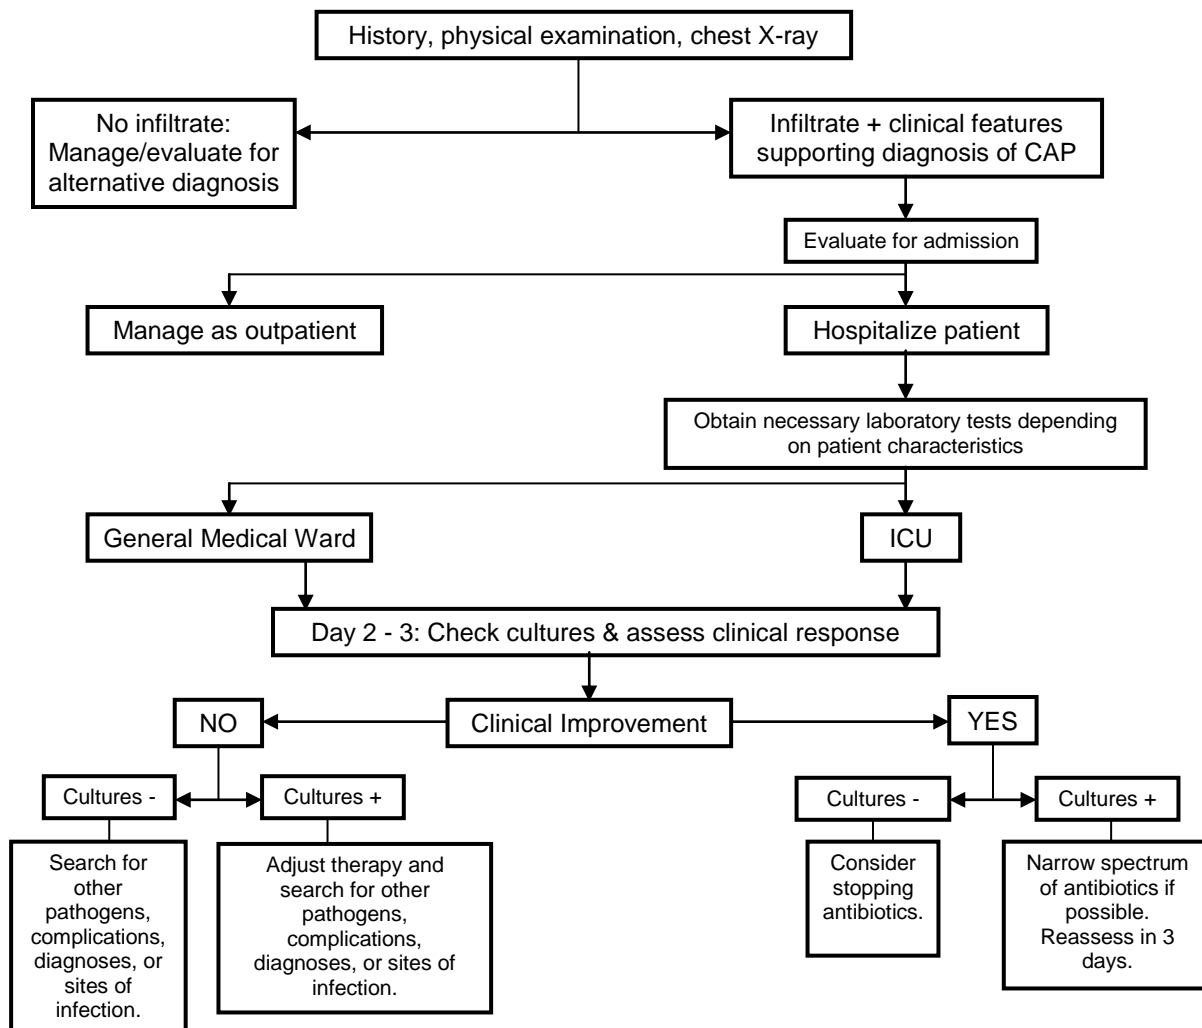 History, physical examination, chest X-ray
No infiltrate:
Manage/evaluate for
alternative diagnosis
Infiltrate + clinical features
supporting diagnosis of CAP
Evaluate for admission
Manage as outpatient
Hospitalize patient
Obtain necessary laboratory tests depending
on patient characteristics
General Medical Ward
ICU
Day 2 - 3: Check cultures & assess clinical response
NO
Clinical Improvement
YES
Cultures -
Cultures +
Cultures -
Cultures +
Search for
other
pathogens,
complications,
diagnoses, or
sites of
infection.
Adjust therapy and
search for other
pathogens,
complications,
diagnoses, or sites of
infection.
Consider
stopping
antibiotics.
Narrow spectrum
of antibiotics if
possible.
Reassess in 3
days.